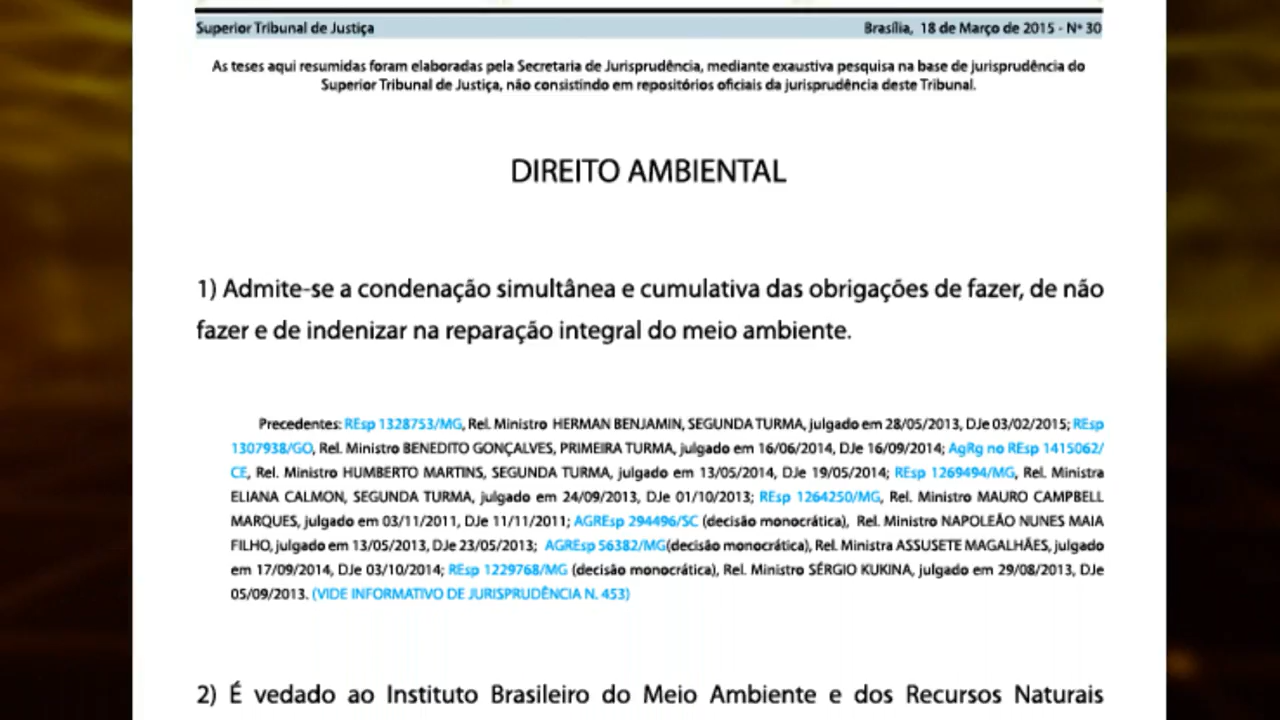 Superior Tribunal de Justiça Brasília, 18 de Março de 2015 - Nº 30
As teses aqui resumidas foram elaboradas pela Secretaria de Jurisprudência, mediante exaustiva pesquisa na base de jurisprudência do
Superior Tribunal de Justiça, não consistindo em repositórios oficiais da jurisprudência deste Tribunal.
DIREITO AMBIENTAL
1) Admite-se a condenação simultânea e cumulativa das obrigações de fazer, de não
fazer e de indenizar na reparação integral do meio ambiente.
Precedentes: REsp 1328753/MG, Rel. Ministro HERMAN BENJAMIN, SEGUNDA TURMA, julgado em 28/05/2013, DJe 03/02/2015; REsp
1307938/GO, Rel. Ministro BENEDITO GONÇALVES, PRIMEIRA TURMA, julgado em 16/06/2014, DJe 16/09/2014; AgRg no REsp 1415062/
CE, Rel. Ministro HUMBERTO MARTINS, SEGUNDA TURMA, julgado em 13/05/2014, DJe 19/05/2014; REsp 1269494/MG, Rel. Ministra
ELIANA CALMON, SEGUNDA TURMA, julgado em 24/09/2013, DJe 01/10/2013; REsp 1264250/MG, Rel. Ministro MAURO CAMPBELL
MARQUES, julgado em 03/11/2011, DJe 11/11/2011; AGREsp 294496/SC (decisão monocrática), Rel. Ministro NAPOLEÃO NUNES MAIA
FILHO, julgado em 13/05/2013, DJe 23/05/2013; AGREsp 56382/MG(decisão monocrática), Rel. Ministra ASSUSETE MAGALHÃES, julgado
em 17/09/2014, DJe 03/10/2014; REsp 1229768/MG (decisão monocrática), Rel. Ministro SÉRGIO KUKINA, julgado em 29/08/2013, DJe
05/09/2013. (VIDE INFORMATIVO DE JURISPRUDÊNCIA N. 453)
2) É vedado ao Instituto Brasileiro do Meio Ambiente e dos Recursos Naturais